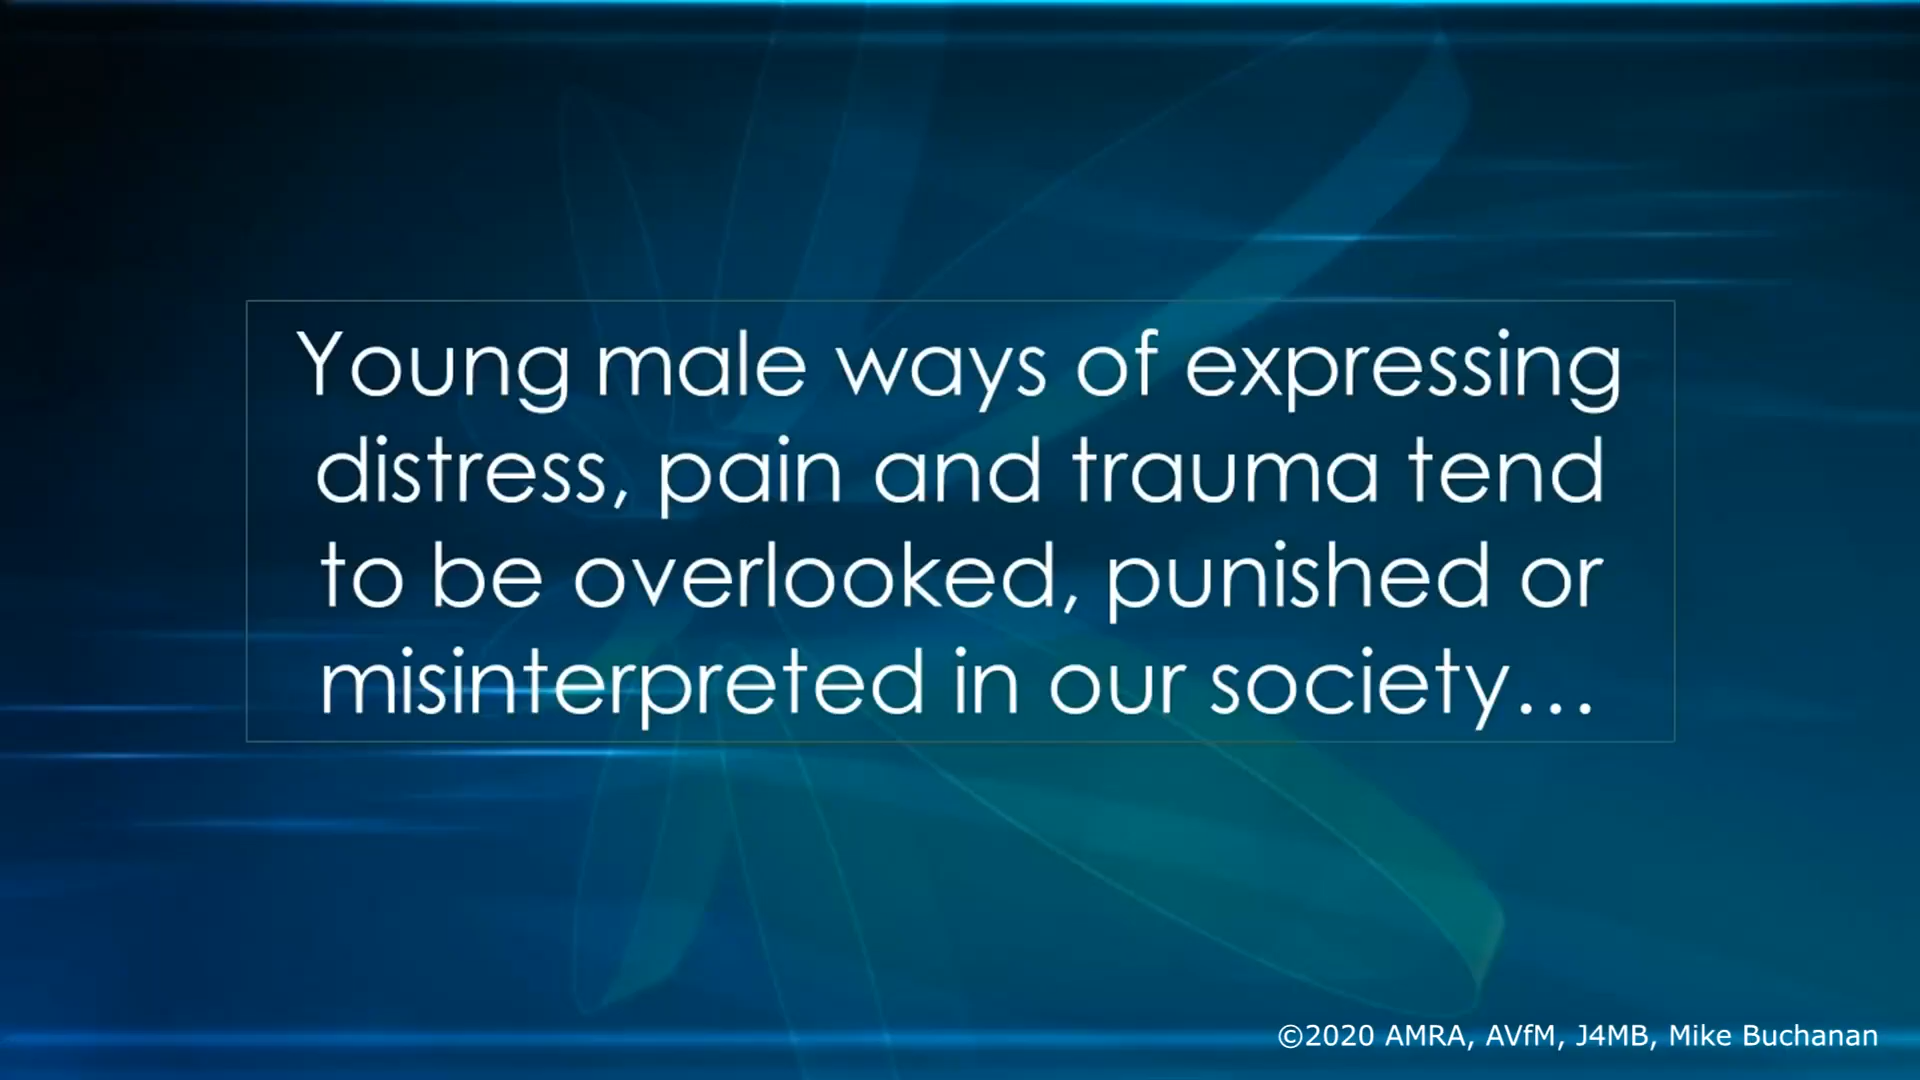 Young male ways of expressing
distress, pain and trauma tend
to be overlooked, punished or
misinterpreted in our society...
©2020 AMRA, AVfM, J4MB, Mike Buchanan